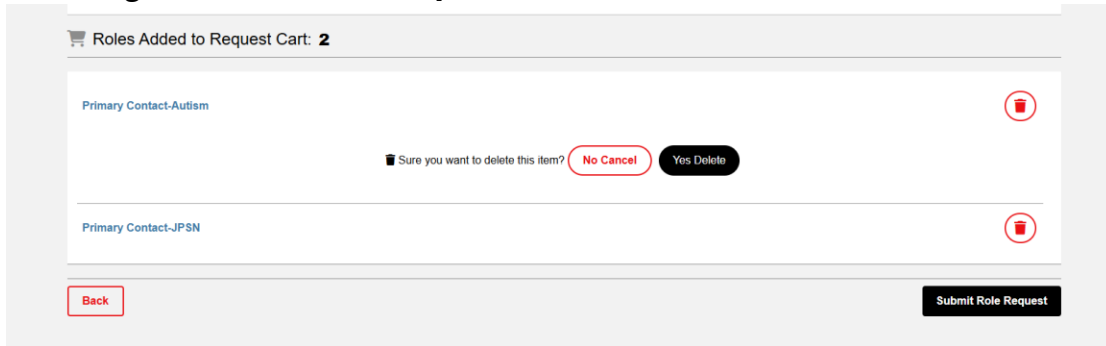 Roles Added to Request Cart: 2
Primary Contact-Autism
Sure you want to delete this item? No Cancel Yes Delete
Primary Contact-JPSN
Back Submit Role Request